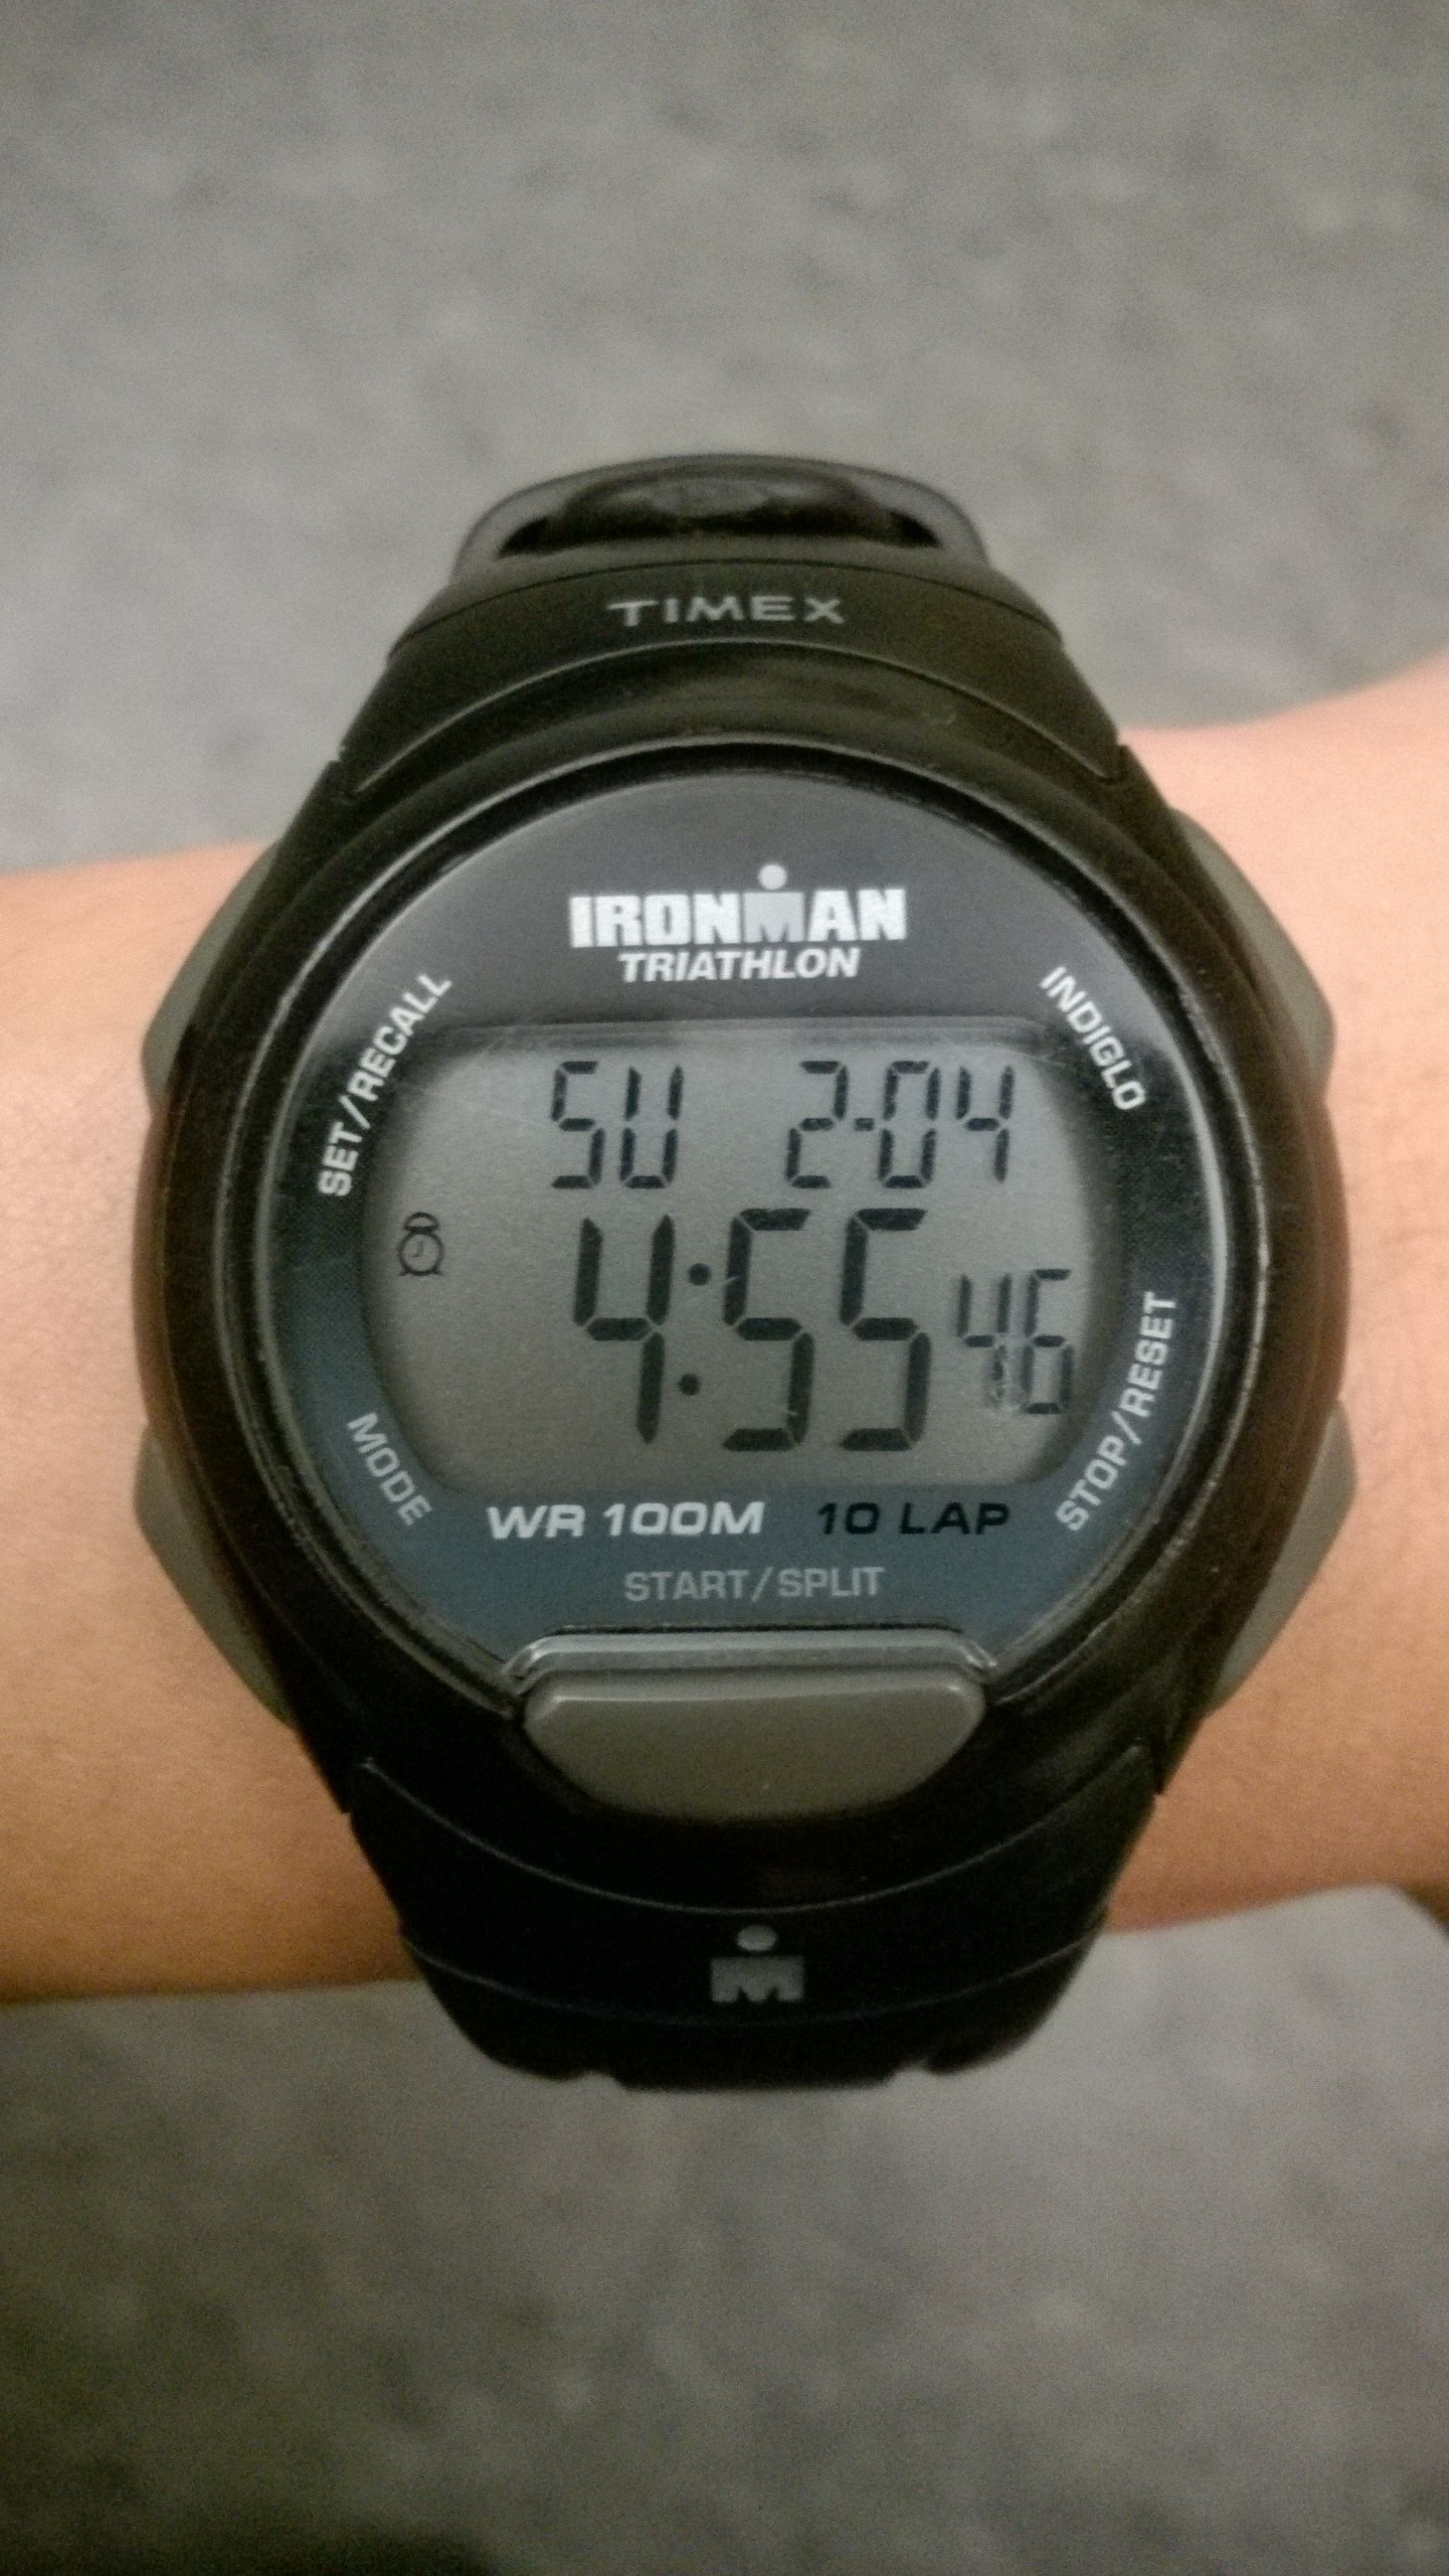 TIMEX
IRONMAN
TRIATHLON
SET/RECALL
INDIGLO
SU 2-04
4:55 46
MODE
STOP/RESET
WR 100M 10 LAP
START/SPLIT